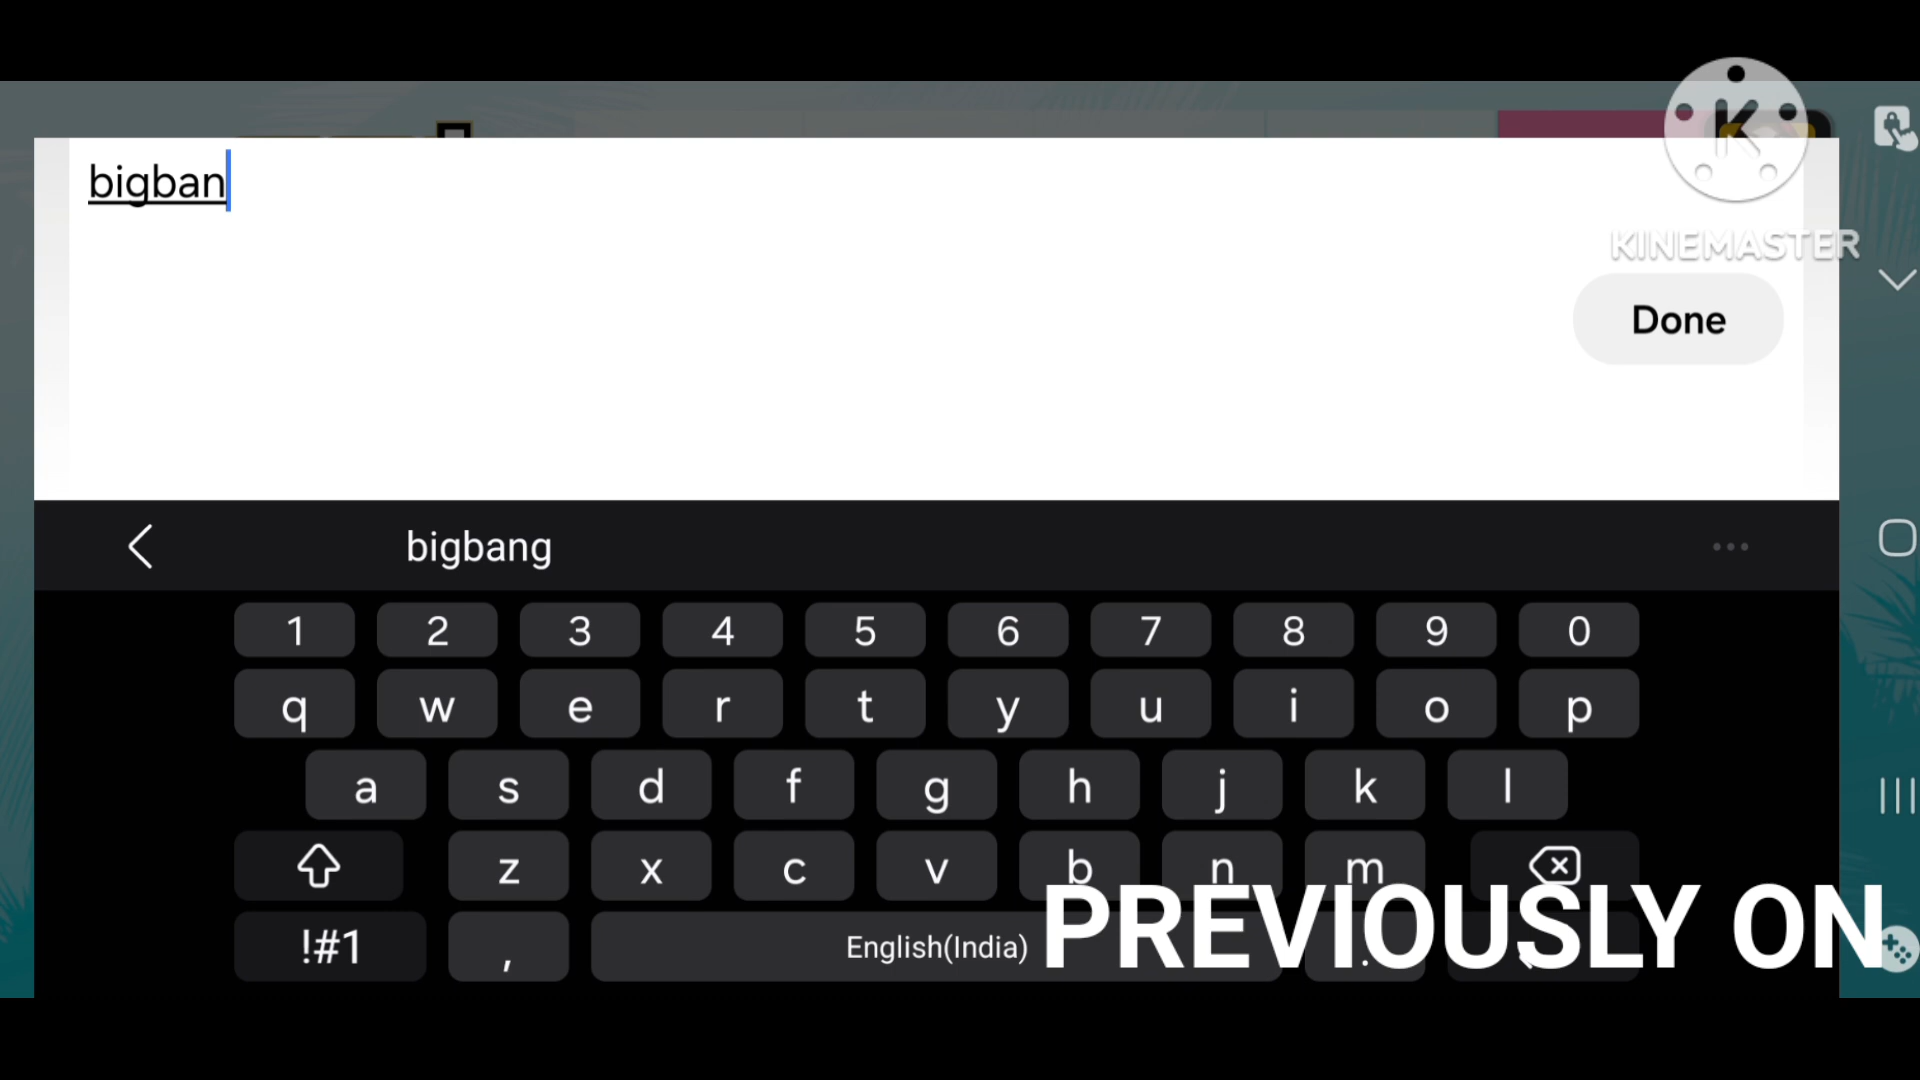 bigban
KINEMASTER
Done
bigbang
1 2 3 4 5 6 7 8 9 0
q w e r t y u i o p
a s d f g h j k l
z x c v b n m
!#1 , English(India) .
PREVIOUSLY ON